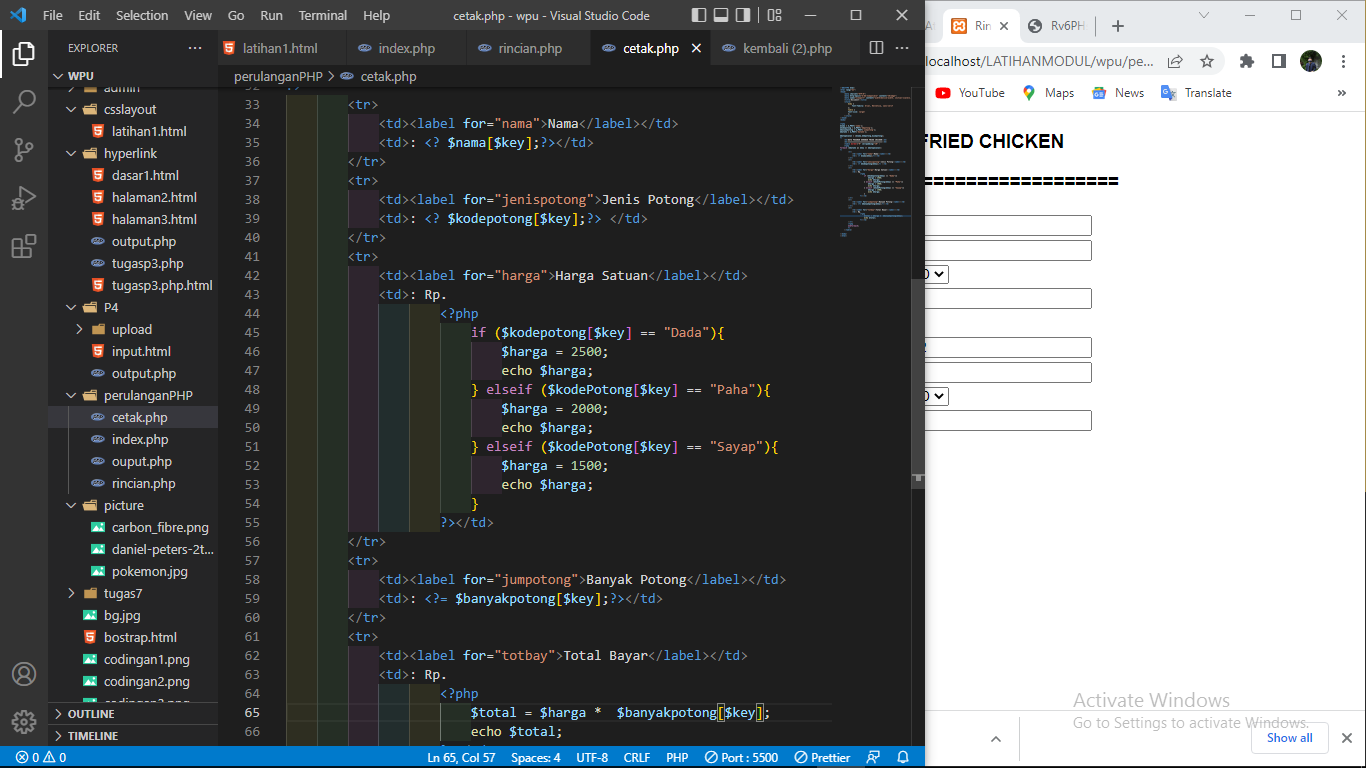 File Edit Selection View Go Run Terminal Help cetak.php - wpu - Visual Studio Code
EXPLORER
WPU
admin
csslayout
latihan1.html
hyperlink
dasar1.html
halaman2.html
halaman3.html
output.php
tugasp3.php
tugasp3.php.html
P4
upload
input.html
output.php
perulanganPHP
cetak.php
index.php
ouput.php
rincian.php
picture
carbon_fibre.png
daniel-peters-2t...
pokemon.jpg
tugas7
bg.jpg
bostrap.html
codingan1.png
codingan2.png
OUTLINE
TIMELINE
latihan1.html index.php rincian.php cetak.php kembali (2).php
perulanganPHP > cetak.php
33 <tr>
34 <td><label for="nama">Nama</label></td>
35 <td>: <? $nama[$key];?></td>
36 </tr>
37 <tr>
38 <td><label for="jenispotong">Jenis Potong</label></td>
39 <td>: <? $kodepotong[$key];?> </td>
40 </tr>
41 <tr>
42 <td><label for="harga">Harga Satuan</label></td>
43 <td>: Rp.
44 <?php
45 if ($kodepotong[$key] == "Dada"){
46 $harga = 2500;
47 echo $harga;
48 } elseif ($kodePotong[$key] == "Paha"){
49 $harga = 2000;
50 echo $harga;
51 } elseif ($kodePotong[$key] == "Sayap"){
52 $harga = 1500;
53 echo $harga;
54 }
55 ?></td>
56 </tr>
57 <tr>
58 <td><label for="jumpotong">Banyak Potong</label></td>
59 <td>: <?= $banyakpotong[$key];?></td>
60 </tr>
61 <tr>
62 <td><label for="totbay">Total Bayar</label></td>
63 <td>: Rp.
64 <?php
65 $total = $harga *  $banyakpotong[$key];
66 echo $total;
0 0 Ln 65, Col 57 Spaces: 4 UTF-8 CRLF PHP Port : 5500 Prettier
Rin Rv6PH
localhost/LATIHANMODUL/wpu/pe...
YouTube Maps News Translate »
FRIED CHICKEN
==================
Activate Windows
Go to Settings to activate Windows.
Show all